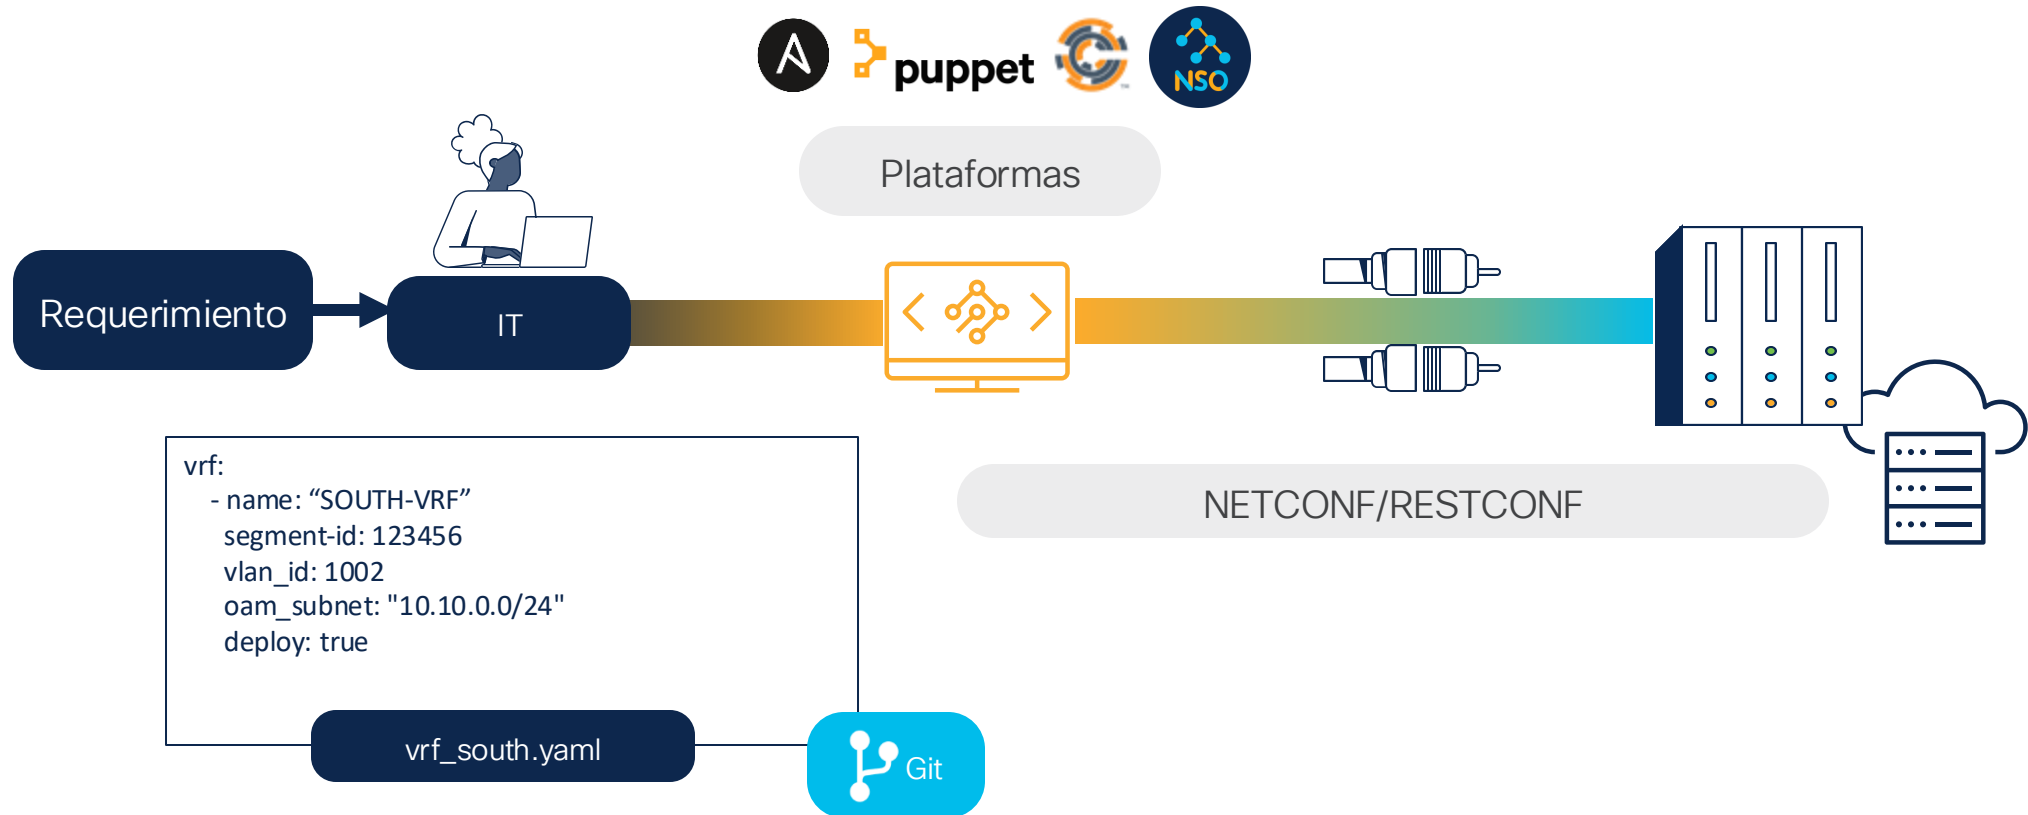 puppet
NSO
Plataformas
Requerimiento
IT
vrf:
- name: “SOUTH-VRF”
segment-id: 123456
vlan_id: 1002
oam_subnet: "10.10.0.0/24"
deploy: true
NETCONF/RESTCONF
vrf_south.yaml
Git